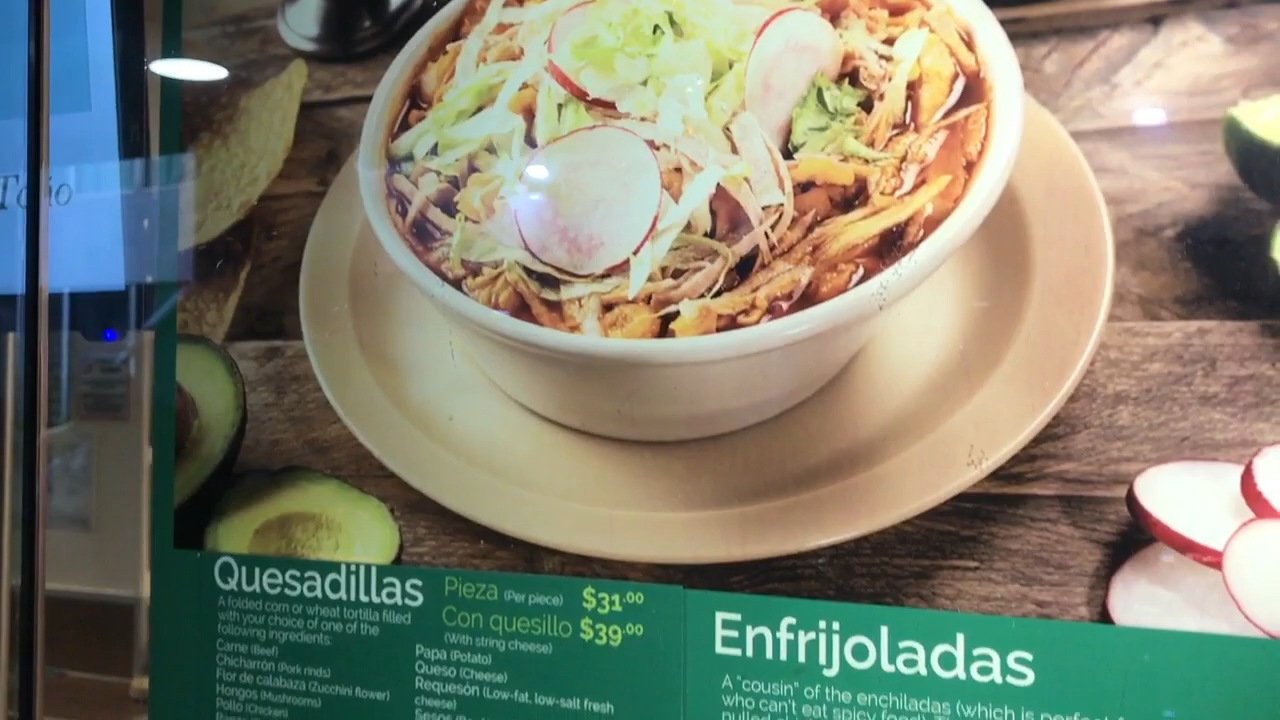 Toño
Quesadillas
A folded corn or wheat tortilla filled
with your choice of one of the
following ingredients:
Carne (Beef)
Chicharrón (Pork rinds)
Flor de calabaza (Zucchini flower)
Hongos (Mushrooms)
Pollo (Chicken)
Pieza (Per piece) $31.00
Con quesillo $39.00
(With string cheese)
Papa (Potato)
Queso (Cheese)
Requesón (Low-fat, low-salt fresh
cheese)
Enfrijoladas
A "cousin" of the enchiladas (which is
who can't eat spicy food).